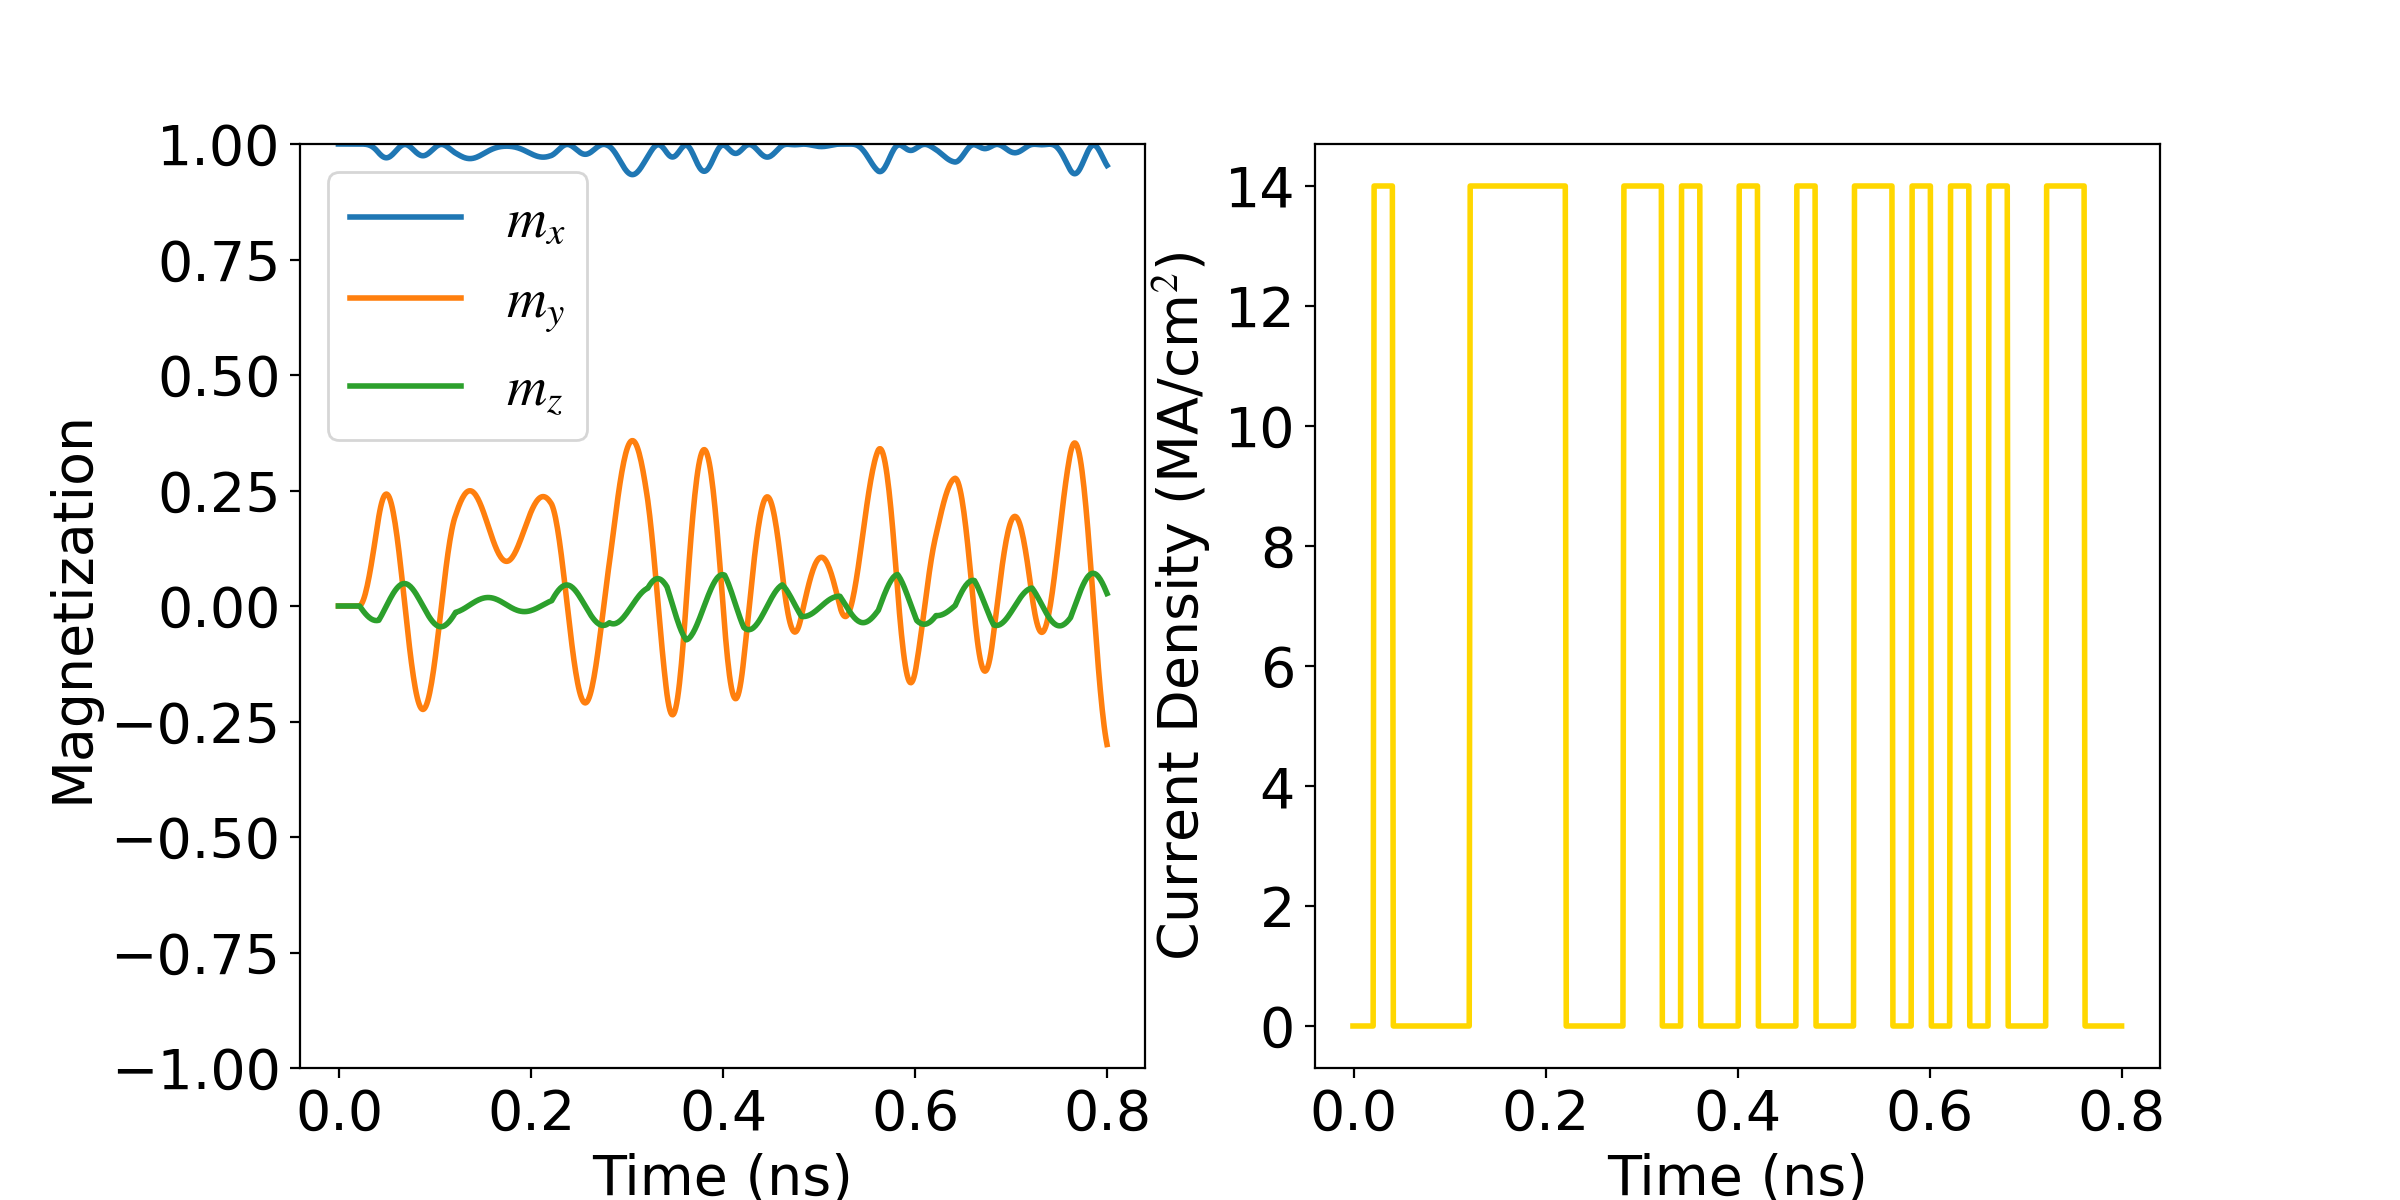 1.00
0.75
0.50
0.25
0.00
−0.25
−0.50
−0.75
−1.00
Magnetization
m_x
m_y
m_z
0.0 0.2 0.4 0.6 0.8
Time (ns)
14
12
10
8
6
4
2
0
Current Density (MA/cm²)
0.0 0.2 0.4 0.6 0.8
Time (ns)